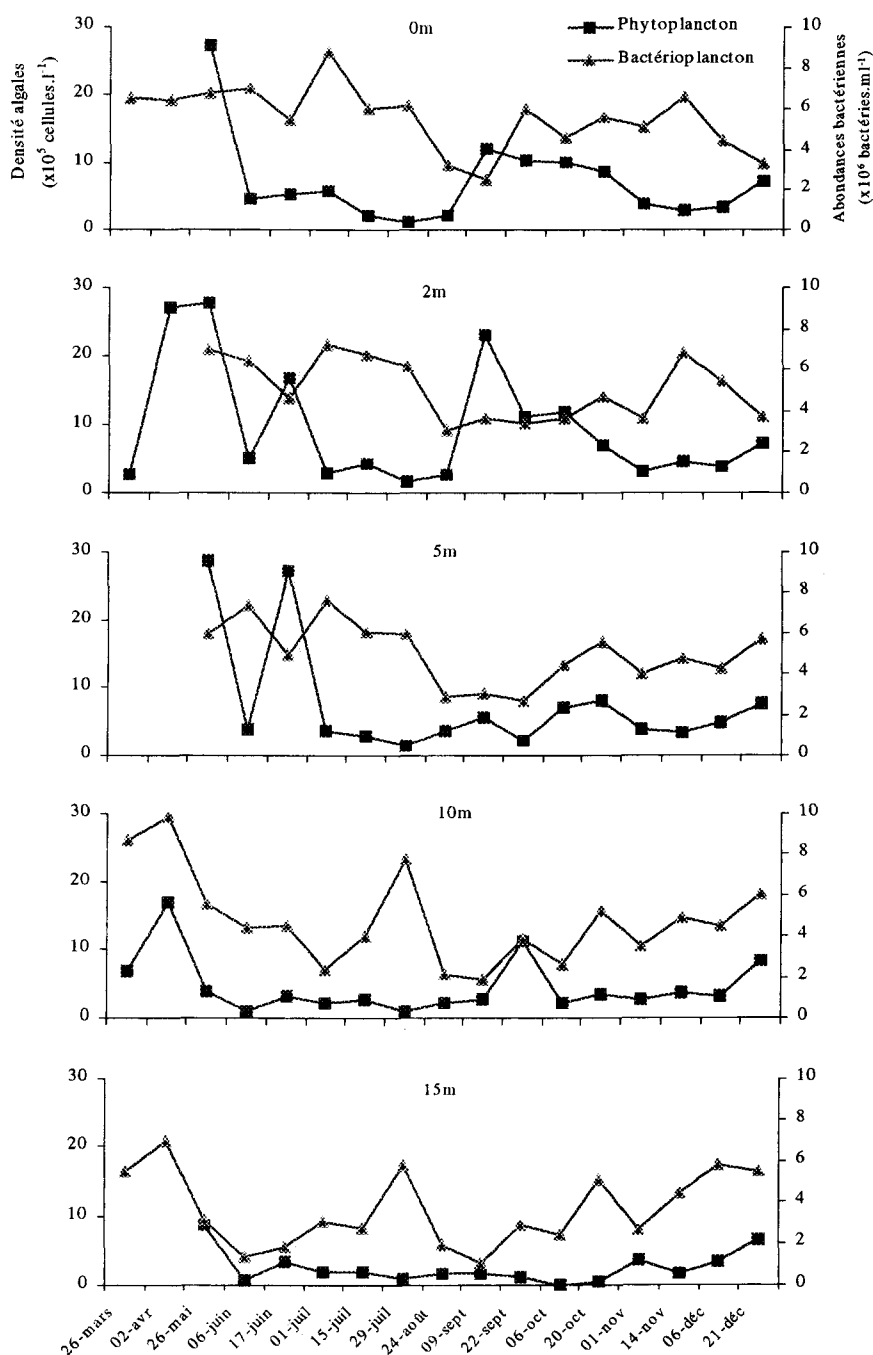 0m
Phytoplancton
Bactérioplancton
Densité algales
(x10⁵ cellules.l⁻¹)
Abondances bactériennes
(x10⁶ bactéries.ml⁻¹)
30
20
10
0
10
8
6
4
2
0
2m
30
20
10
0
10
8
6
4
2
0
5m
30
20
10
0
10
8
6
4
2
0
10m
30
20
10
0
10
8
6
4
2
0
15m
30
20
10
0
10
8
6
4
2
0
26-mars
02-avr
26-mai
06-juin
17-juin
01-juil
15-juil
29-juil
24-août
09-sept
22-sept
06-oct
20-oct
01-nov
14-nov
06-déc
21-déc